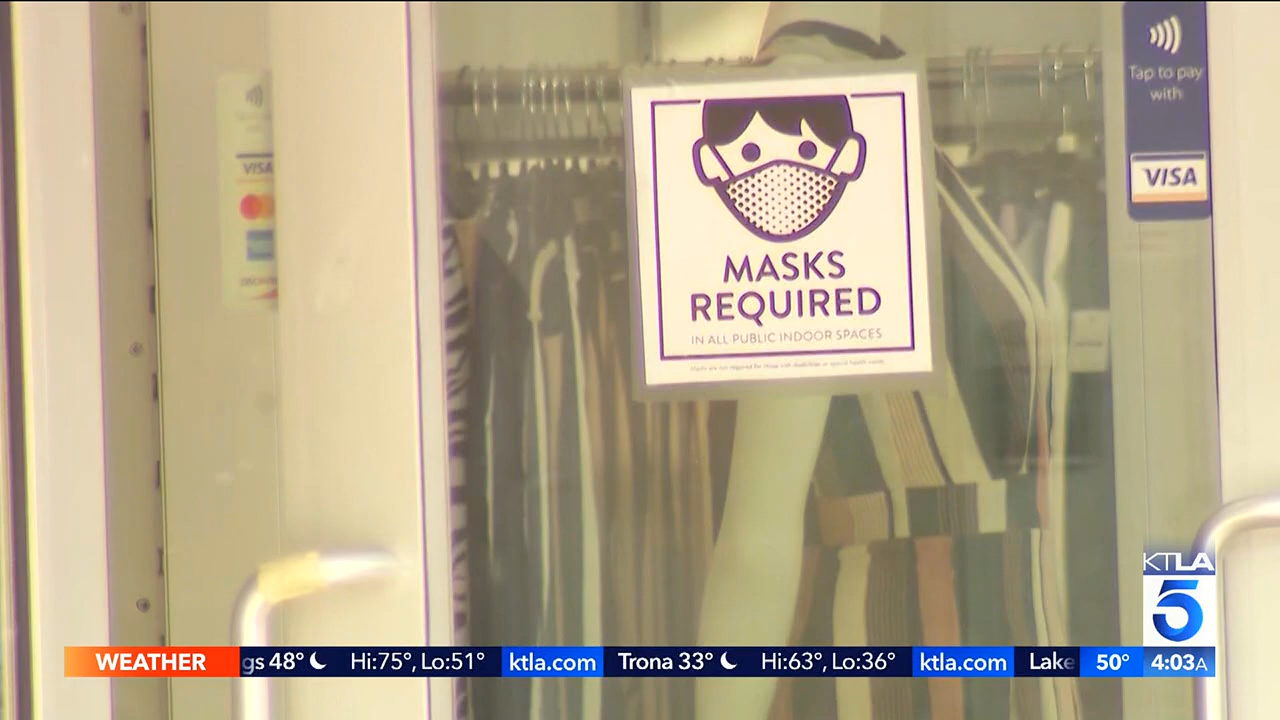 VISA
MASKS
REQUIRED
IN ALL PUBLIC INDOOR SPACES
Tap to pay
with
VISA
KTLA
5
WEATHER
gs 48° Hi:75°, Lo:51° ktla.com Trona 33° Hi:63°, Lo:36° ktla.com Lake 50° 4:03A